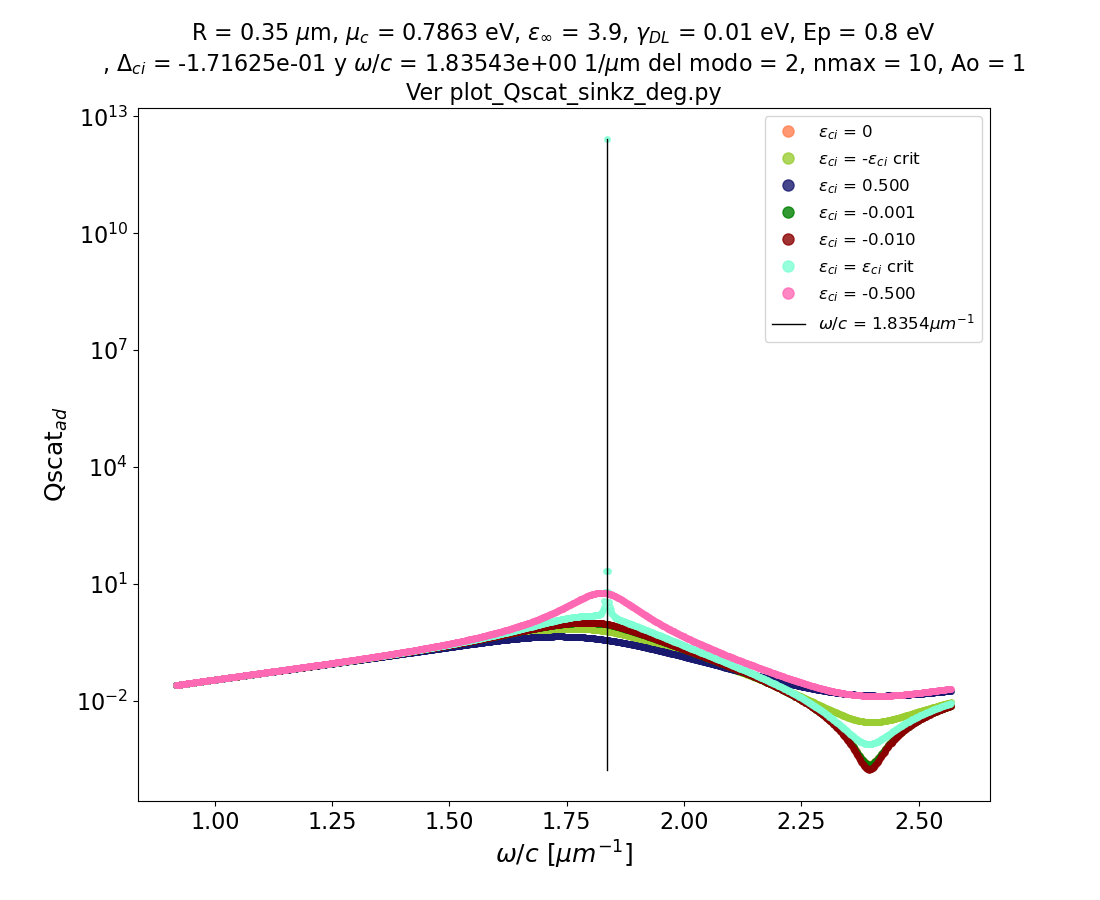 R = 0.35 μm, μ_c = 0.7863 eV, ε_∞ = 3.9, γ_DL = 0.01 eV, Ep = 0.8 eV
, Δ_ci = -1.71625e-01 y ω/c = 1.83543e+00 1/μm del modo = 2, nmax = 10, Ao = 1
Ver plot_Qscat_sinkz_deg.py
10^13
10^10
10^7
10^4
10^1
10^-2
Qscat_ad
ε_ci = 0
ε_ci = -ε_ci crit
ε_ci = 0.500
ε_ci = -0.001
ε_ci = -0.010
ε_ci = ε_ci crit
ε_ci = -0.500
ω/c = 1.8354μm^-1
1.00 1.25 1.50 1.75 2.00 2.25 2.50
ω/c [μm^-1]